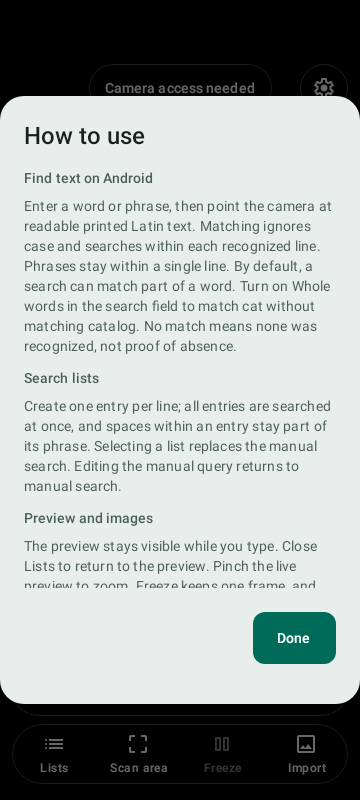 Camera access needed
How to use
Find text on Android
Enter a word or phrase, then point the camera at
readable printed Latin text. Matching ignores
case and searches within each recognized line.
Phrases stay within a single line. By default, a
search can match part of a word. Turn on Whole
words in the search field to match cat without
matching catalog. No match means none was
recognized, not proof of absence.
Search lists
Create one entry per line; all entries are searched
at once, and spaces within an entry stay part of
its phrase. Selecting a list replaces the manual
search. Editing the manual query returns to
manual search.
Preview and images
The preview stays visible while you type. Close
Lists to return to the preview. Pinch the live
preview to zoom. Freeze keeps one frame, and
Done
Lists
Scan area
Freeze
Import